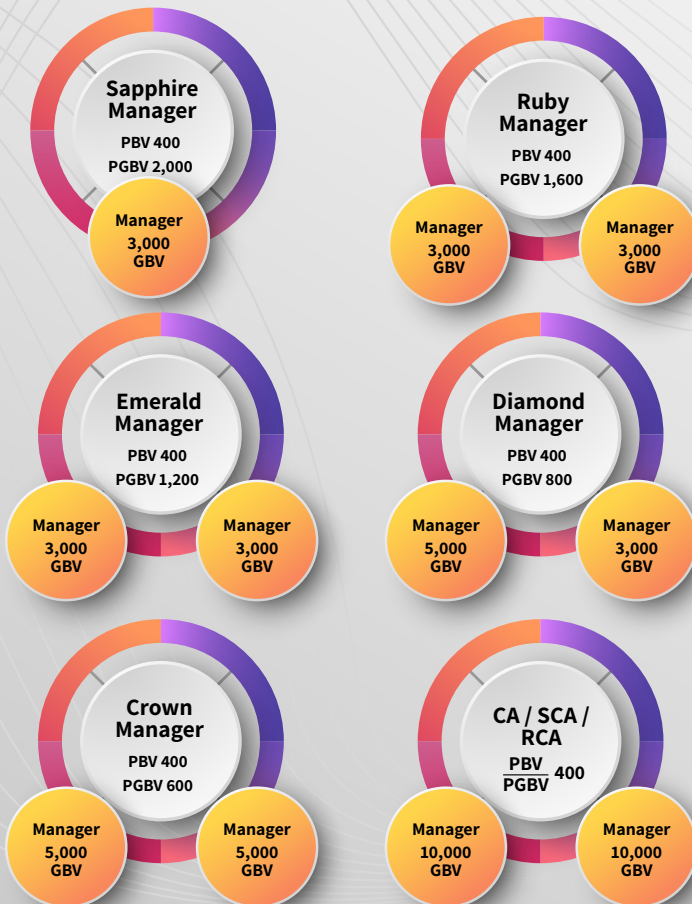 Sapphire
Manager
PBV 400
PGBV 2,000
Manager
3,000
GBV
Ruby
Manager
PBV 400
PGBV 1,600
Manager
3,000
GBV
Manager
3,000
GBV
Emerald
Manager
PBV 400
PGBV 1,200
Manager
3,000
GBV
Manager
3,000
GBV
Diamond
Manager
PBV 400
PGBV 800
Manager
5,000
GBV
Manager
3,000
GBV
Crown
Manager
PBV 400
PGBV 600
Manager
5,000
GBV
Manager
5,000
GBV
CA / SCA /
RCA
PBV
PGBV 400
Manager
10,000
GBV
Manager
10,000
GBV